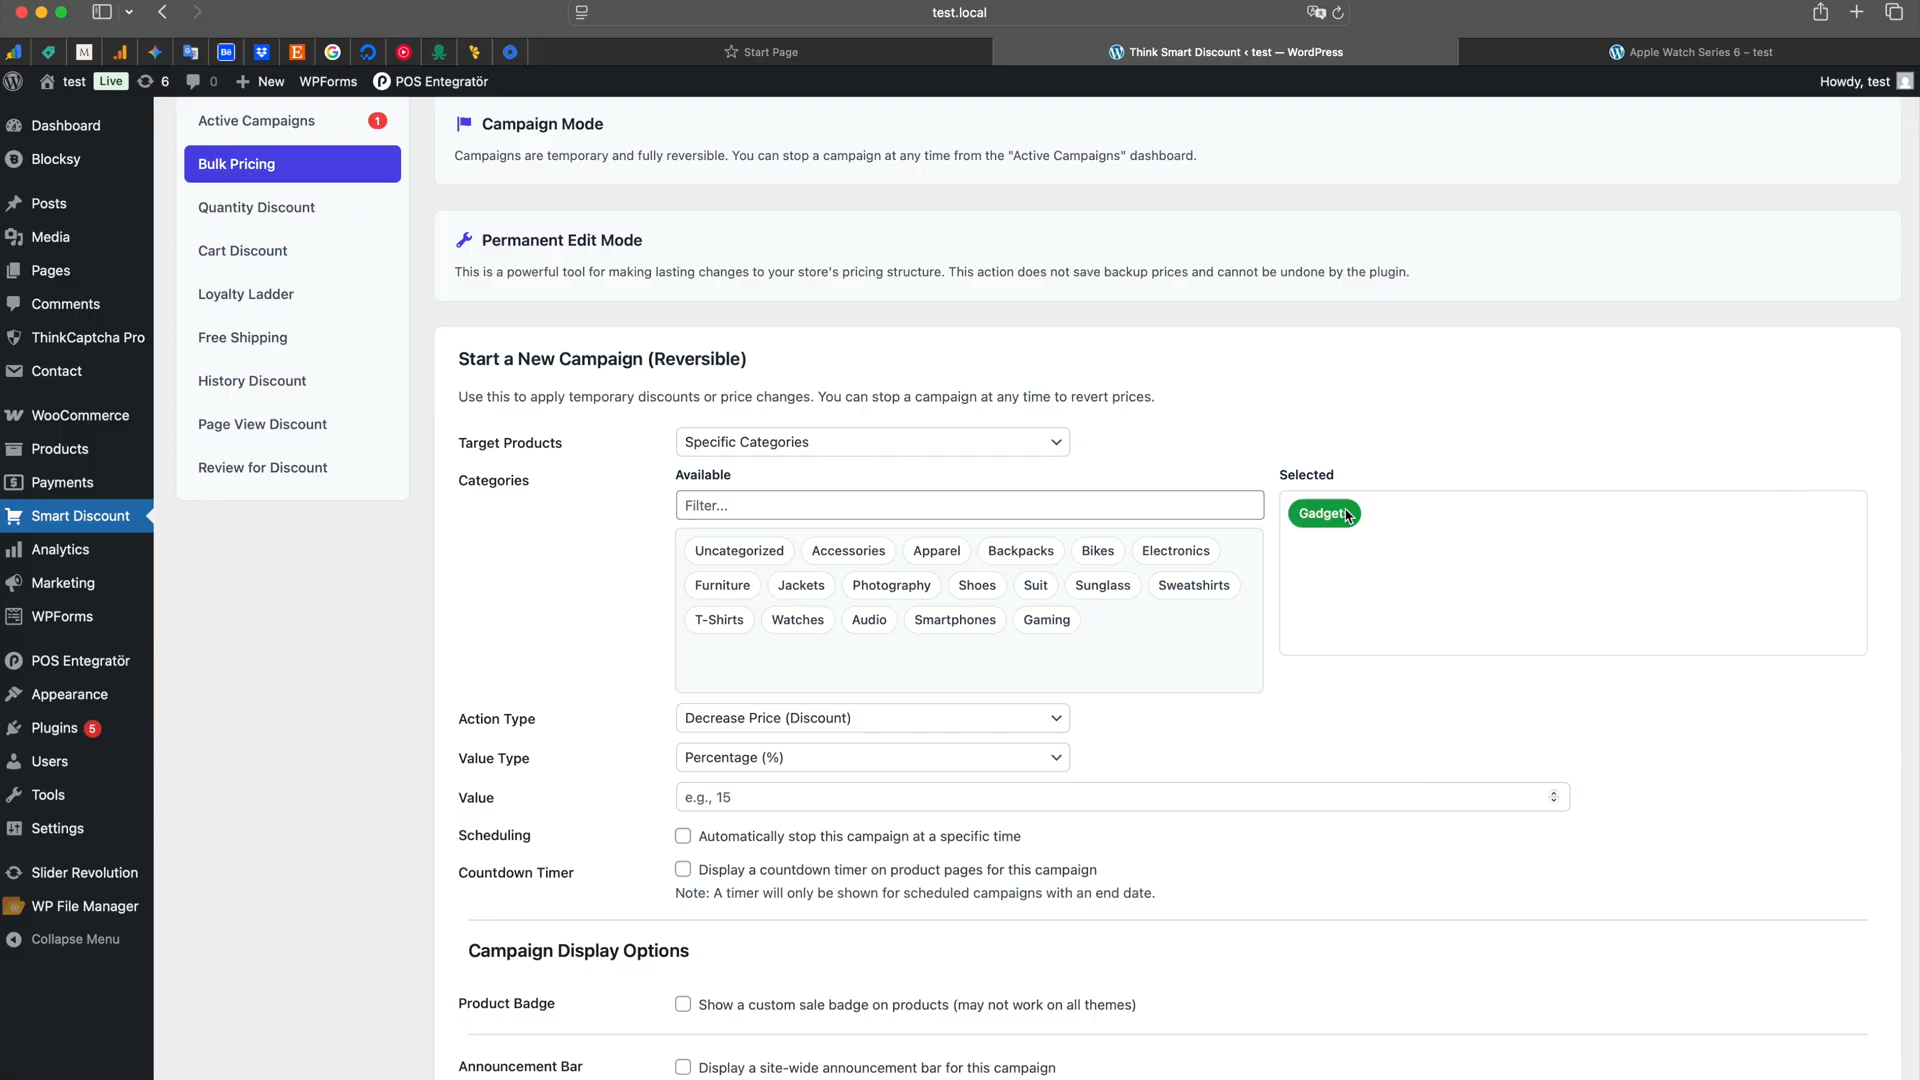 test.local
Start Page
Think Smart Discount ‹ test — WordPress
Apple Watch Series 6 – test
test
Live
6
0
New
WPForms
POS Entegratör
Howdy, test
Dashboard
Blocksy
Posts
Media
Pages
Comments
ThinkCaptcha Pro
Contact
WooCommerce
Products
Payments
Smart Discount
Analytics
Marketing
WPForms
POS Entegratör
Appearance
Plugins 5
Users
Tools
Settings
Slider Revolution
WP File Manager
Collapse Menu
Active Campaigns 1
Bulk Pricing
Quantity Discount
Cart Discount
Loyalty Ladder
Free Shipping
History Discount
Page View Discount
Review for Discount
Campaign Mode
Campaigns are temporary and fully reversible. You can stop a campaign at any time from the "Active Campaigns" dashboard.
Permanent Edit Mode
This is a powerful tool for making lasting changes to your store's pricing structure. This action does not save backup prices and cannot be undone by the plugin.
Start a New Campaign (Reversible)
Use this to apply temporary discounts or price changes. You can stop a campaign at any time to revert prices.
Target Products
Specific Categories
Categories
Available
Selected
Filter...
Gadget
Uncategorized Accessories Apparel Backpacks Bikes Electronics
Furniture Jackets Photography Shoes Suit Sunglass Sweatshirts
T-Shirts Watches Audio Smartphones Gaming
Action Type
Decrease Price (Discount)
Value Type
Percentage (%)
Value
e.g., 15
Scheduling
Automatically stop this campaign at a specific time
Countdown Timer
Display a countdown timer on product pages for this campaign
Note: A timer will only be shown for scheduled campaigns with an end date.
Campaign Display Options
Product Badge
Show a custom sale badge on products (may not work on all themes)
Announcement Bar
Display a site-wide announcement bar for this campaign